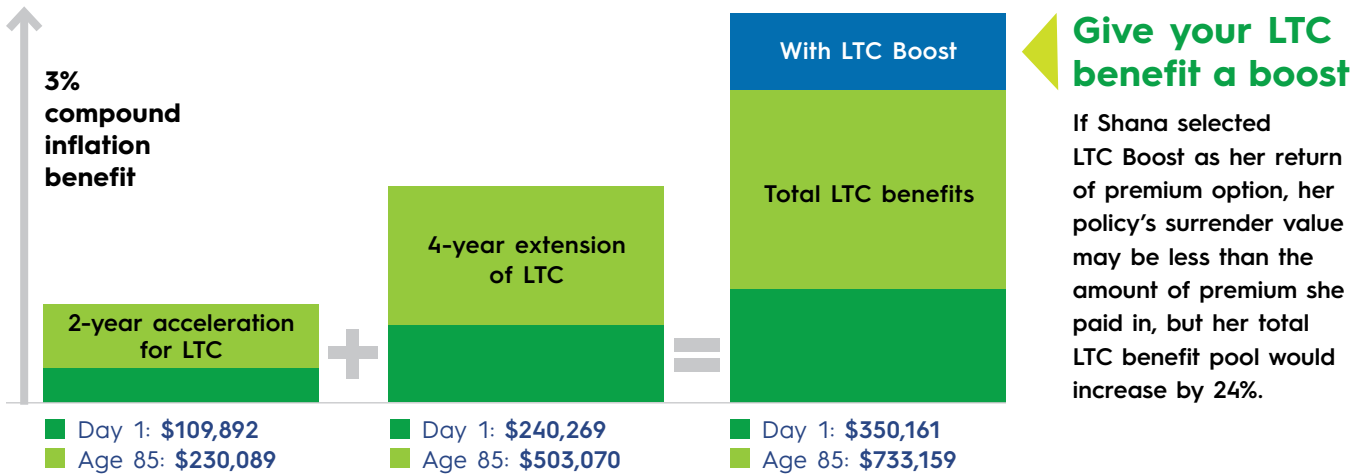 3%
compound
inflation
benefit
2-year acceleration
for LTC
4-year extension
of LTC
With LTC Boost
Total LTC benefits
+
=
Day 1: $109,892
Age 85: $230,089
Day 1: $240,269
Age 85: $503,070
Day 1: $350,161
Age 85: $733,159
Give your LTC
benefit a boost
If Shana selected
LTC Boost as her return
of premium option, her
policy’s surrender value
may be less than the
amount of premium she
paid in, but her total
LTC benefit pool would
increase by 24%.